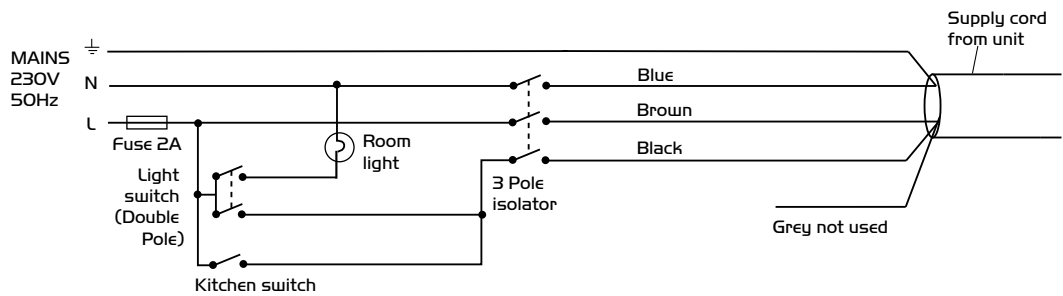 Supply cord
from unit
MAINS
230V
50Hz
N
L
Blue
Brown
Black
Fuse 2A
Room
light
Light
switch
(Double
Pole)
3 Pole
isolator
Grey not used
Kitchen switch